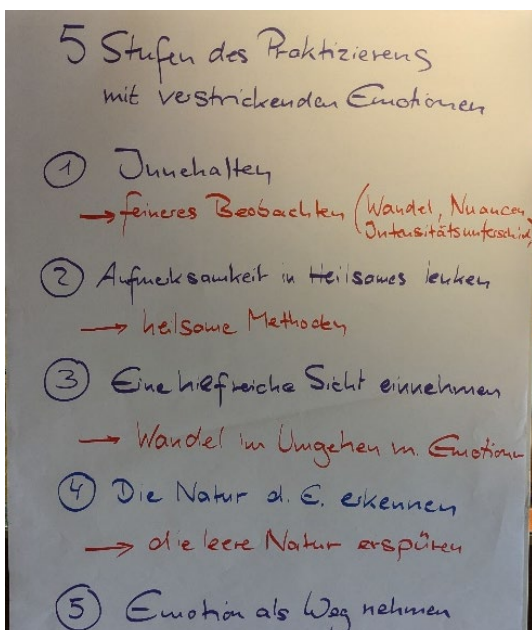 5 Stufen des Praktizierens
mit verstrickenden Emotionen
① Innehalten
→ feineres Beobachten (Wandel, Nuancen,
Intensitätsunterschied
② Aufmerksamkeit in Heilsames lenken
→ heilsame Methoden
③ Eine hilfreiche Sicht einnehmen
→ Wandel im Umgehen m. Emotion
④ Die Natur d. E. erkennen
→ die leere Natur erspüren
⑤ Emotion als Weg nehmen